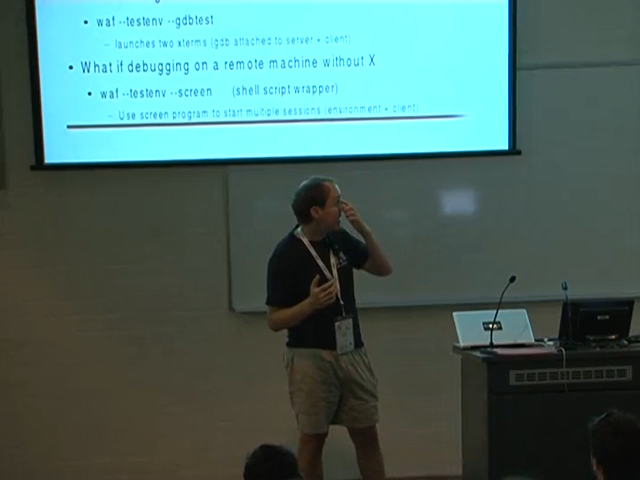 • waf --testenv --gdbtest
– launches two xterms (gdb attached to server + client)
• What if debugging on a remote machine without X
• waf --testenv --screen (shell script wrapper)
– Use screen program to start multiple sessions (environment + client)